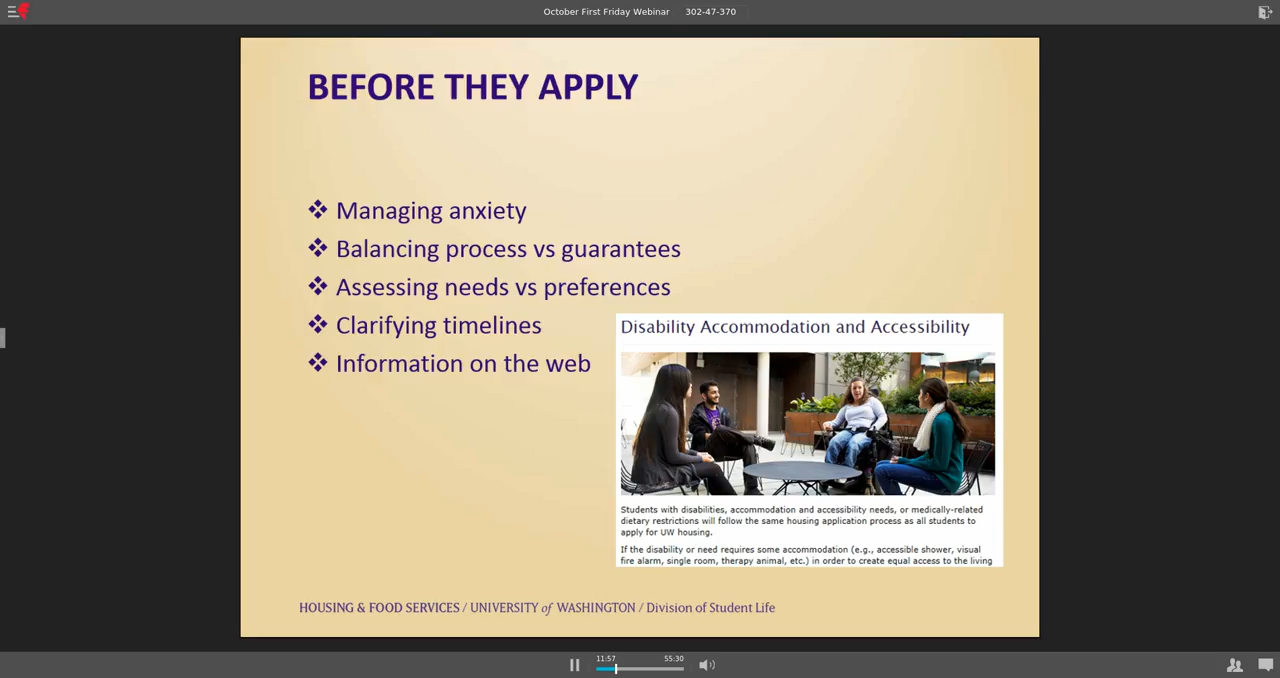 October First Friday Webinar 302-47-370
BEFORE THEY APPLY
Managing anxiety
Balancing process vs guarantees
Assessing needs vs preferences
Clarifying timelines
Information on the web
Disability Accommodation and Accessibility
Students with disabilities, accommodation and accessibility needs, or medically-related
dietary restrictions will follow the same housing application process as all students to
apply for UW housing.
If the disability or need requires some accommodation (e.g., accessible shower, visual
fire alarm, single room, therapy animal, etc.) in order to create equal access to the living
HOUSING & FOOD SERVICES / UNIVERSITY of WASHINGTON / Division of Student Life
11:57 55:30